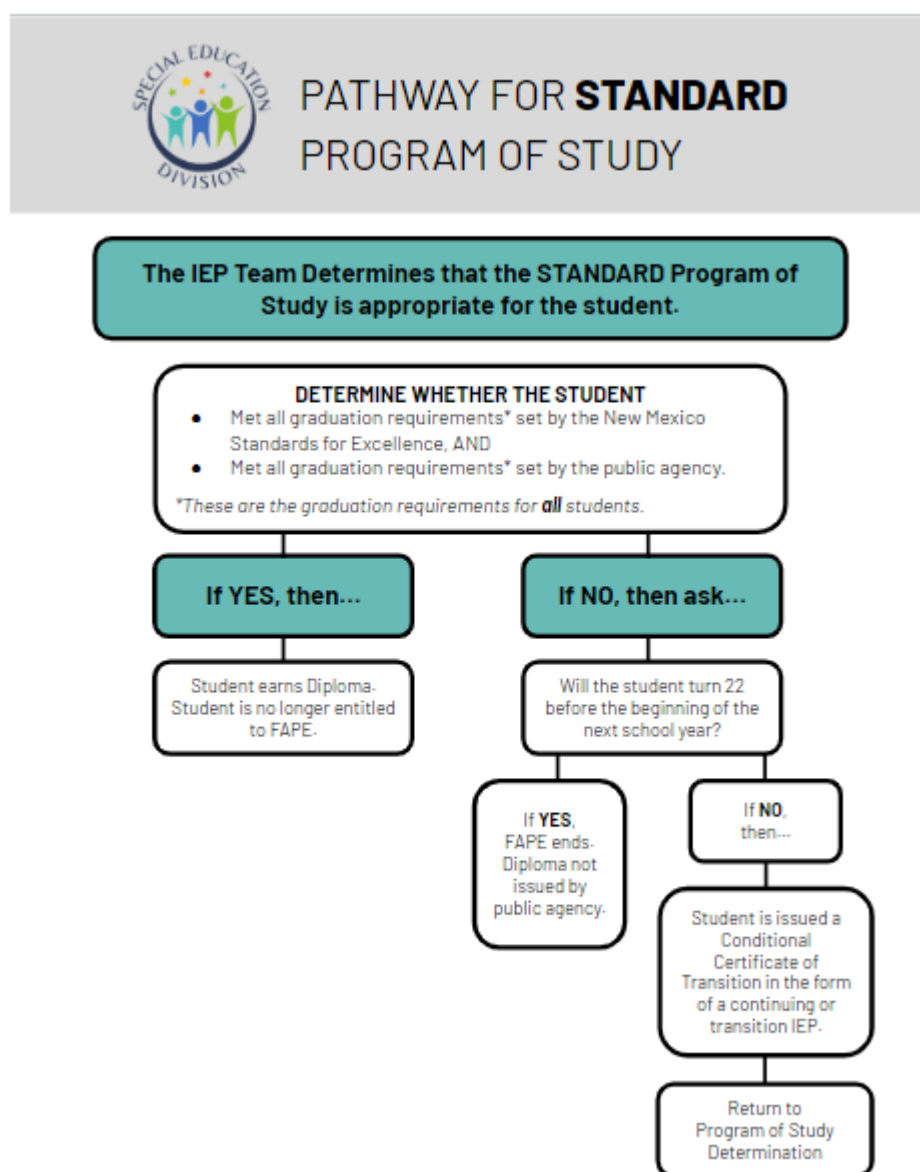 SPECIAL EDUCATION
DIVISION
PATHWAY FOR STANDARD
PROGRAM OF STUDY
The IEP Team Determines that the STANDARD Program of
Study is appropriate for the student.
DETERMINE WHETHER THE STUDENT
● Met all graduation requirements* set by the New Mexico
Standards for Excellence, AND
● Met all graduation requirements* set by the public agency.
*These are the graduation requirements for all students.
If YES, then...
Student earns Diploma.
Student is no longer entitled
to FAPE.
If NO, then ask...
Will the student turn 22
before the beginning of the
next school year?
If YES,
FAPE ends.
Diploma not
issued by
public agency.
If NO,
then...
Student is issued a
Conditional
Certificate of
Transition in the form
of a continuing or
transition IEP.
Return to
Program of Study
Determination